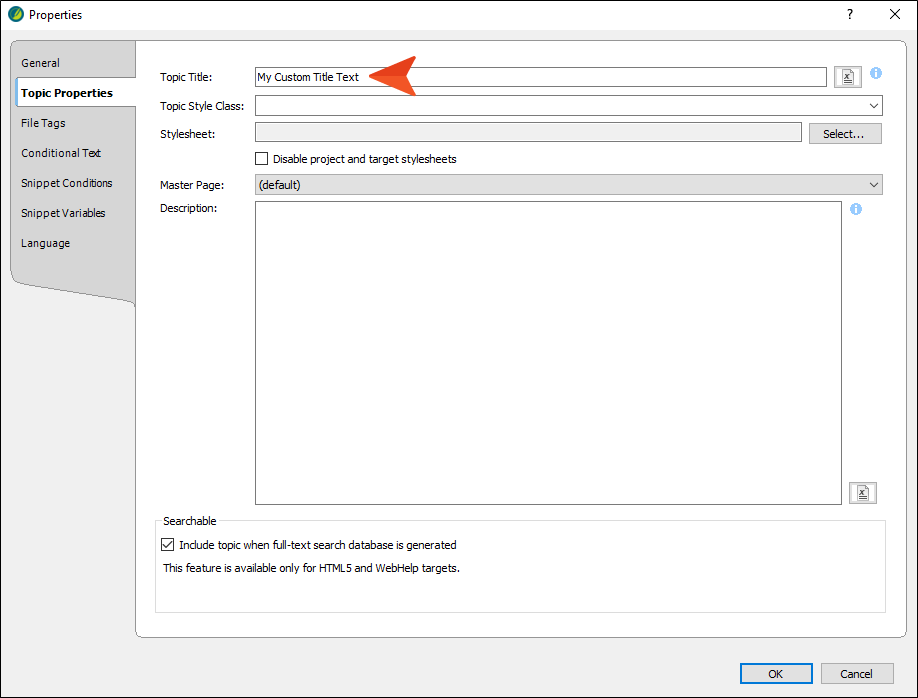 Properties
?
General
Topic Properties
File Tags
Conditional Text
Snippet Conditions
Snippet Variables
Language
Topic Title: My Custom Title Text
Topic Style Class:
Stylesheet: Select...
Disable project and target stylesheets
Master Page: (default)
Description:
Searchable
Include topic when full-text search database is generated
This feature is available only for HTML5 and WebHelp targets.
OK Cancel